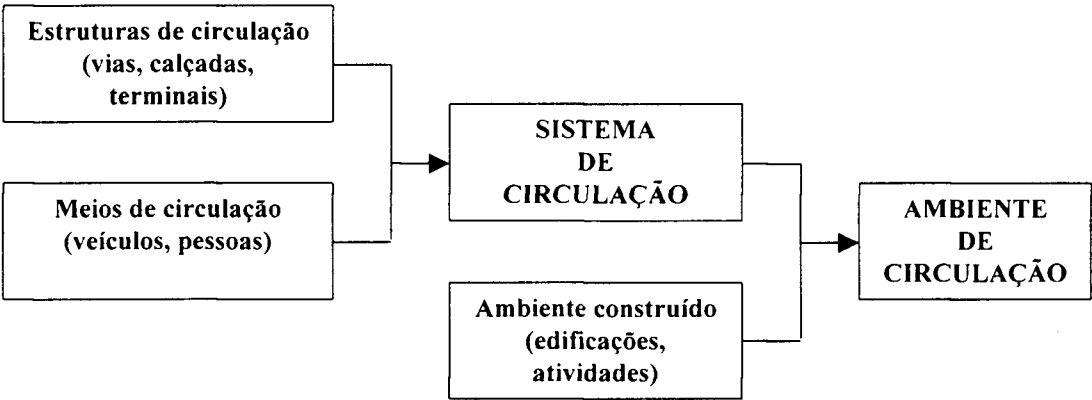 Estruturas de circulação
(vias, calçadas,
terminais)
Meios de circulação
(veículos, pessoas)
SISTEMA
DE
CIRCULAÇÃO
Ambiente construído
(edificações,
atividades)
AMBIENTE
DE
CIRCULAÇÃO